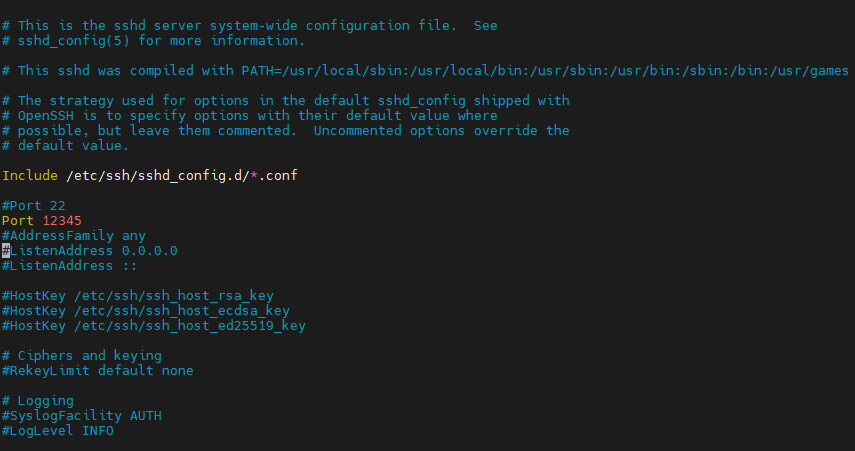 # This is the sshd server system-wide configuration file.  See
# sshd_config(5) for more information.
# This sshd was compiled with PATH=/usr/local/sbin:/usr/local/bin:/usr/sbin:/usr/bin:/sbin:/bin:/usr/games
# The strategy used for options in the default sshd_config shipped with
# OpenSSH is to specify options with their default value where
# possible, but leave them commented.  Uncommented options override the
# default value.
Include /etc/ssh/sshd_config.d/*.conf
#Port 22
Port 12345
#AddressFamily any
#ListenAddress 0.0.0.0
#ListenAddress ::
#HostKey /etc/ssh/ssh_host_rsa_key
#HostKey /etc/ssh/ssh_host_ecdsa_key
#HostKey /etc/ssh/ssh_host_ed25519_key
# Ciphers and keying
#RekeyLimit default none
# Logging
#SyslogFacility AUTH
#LogLevel INFO